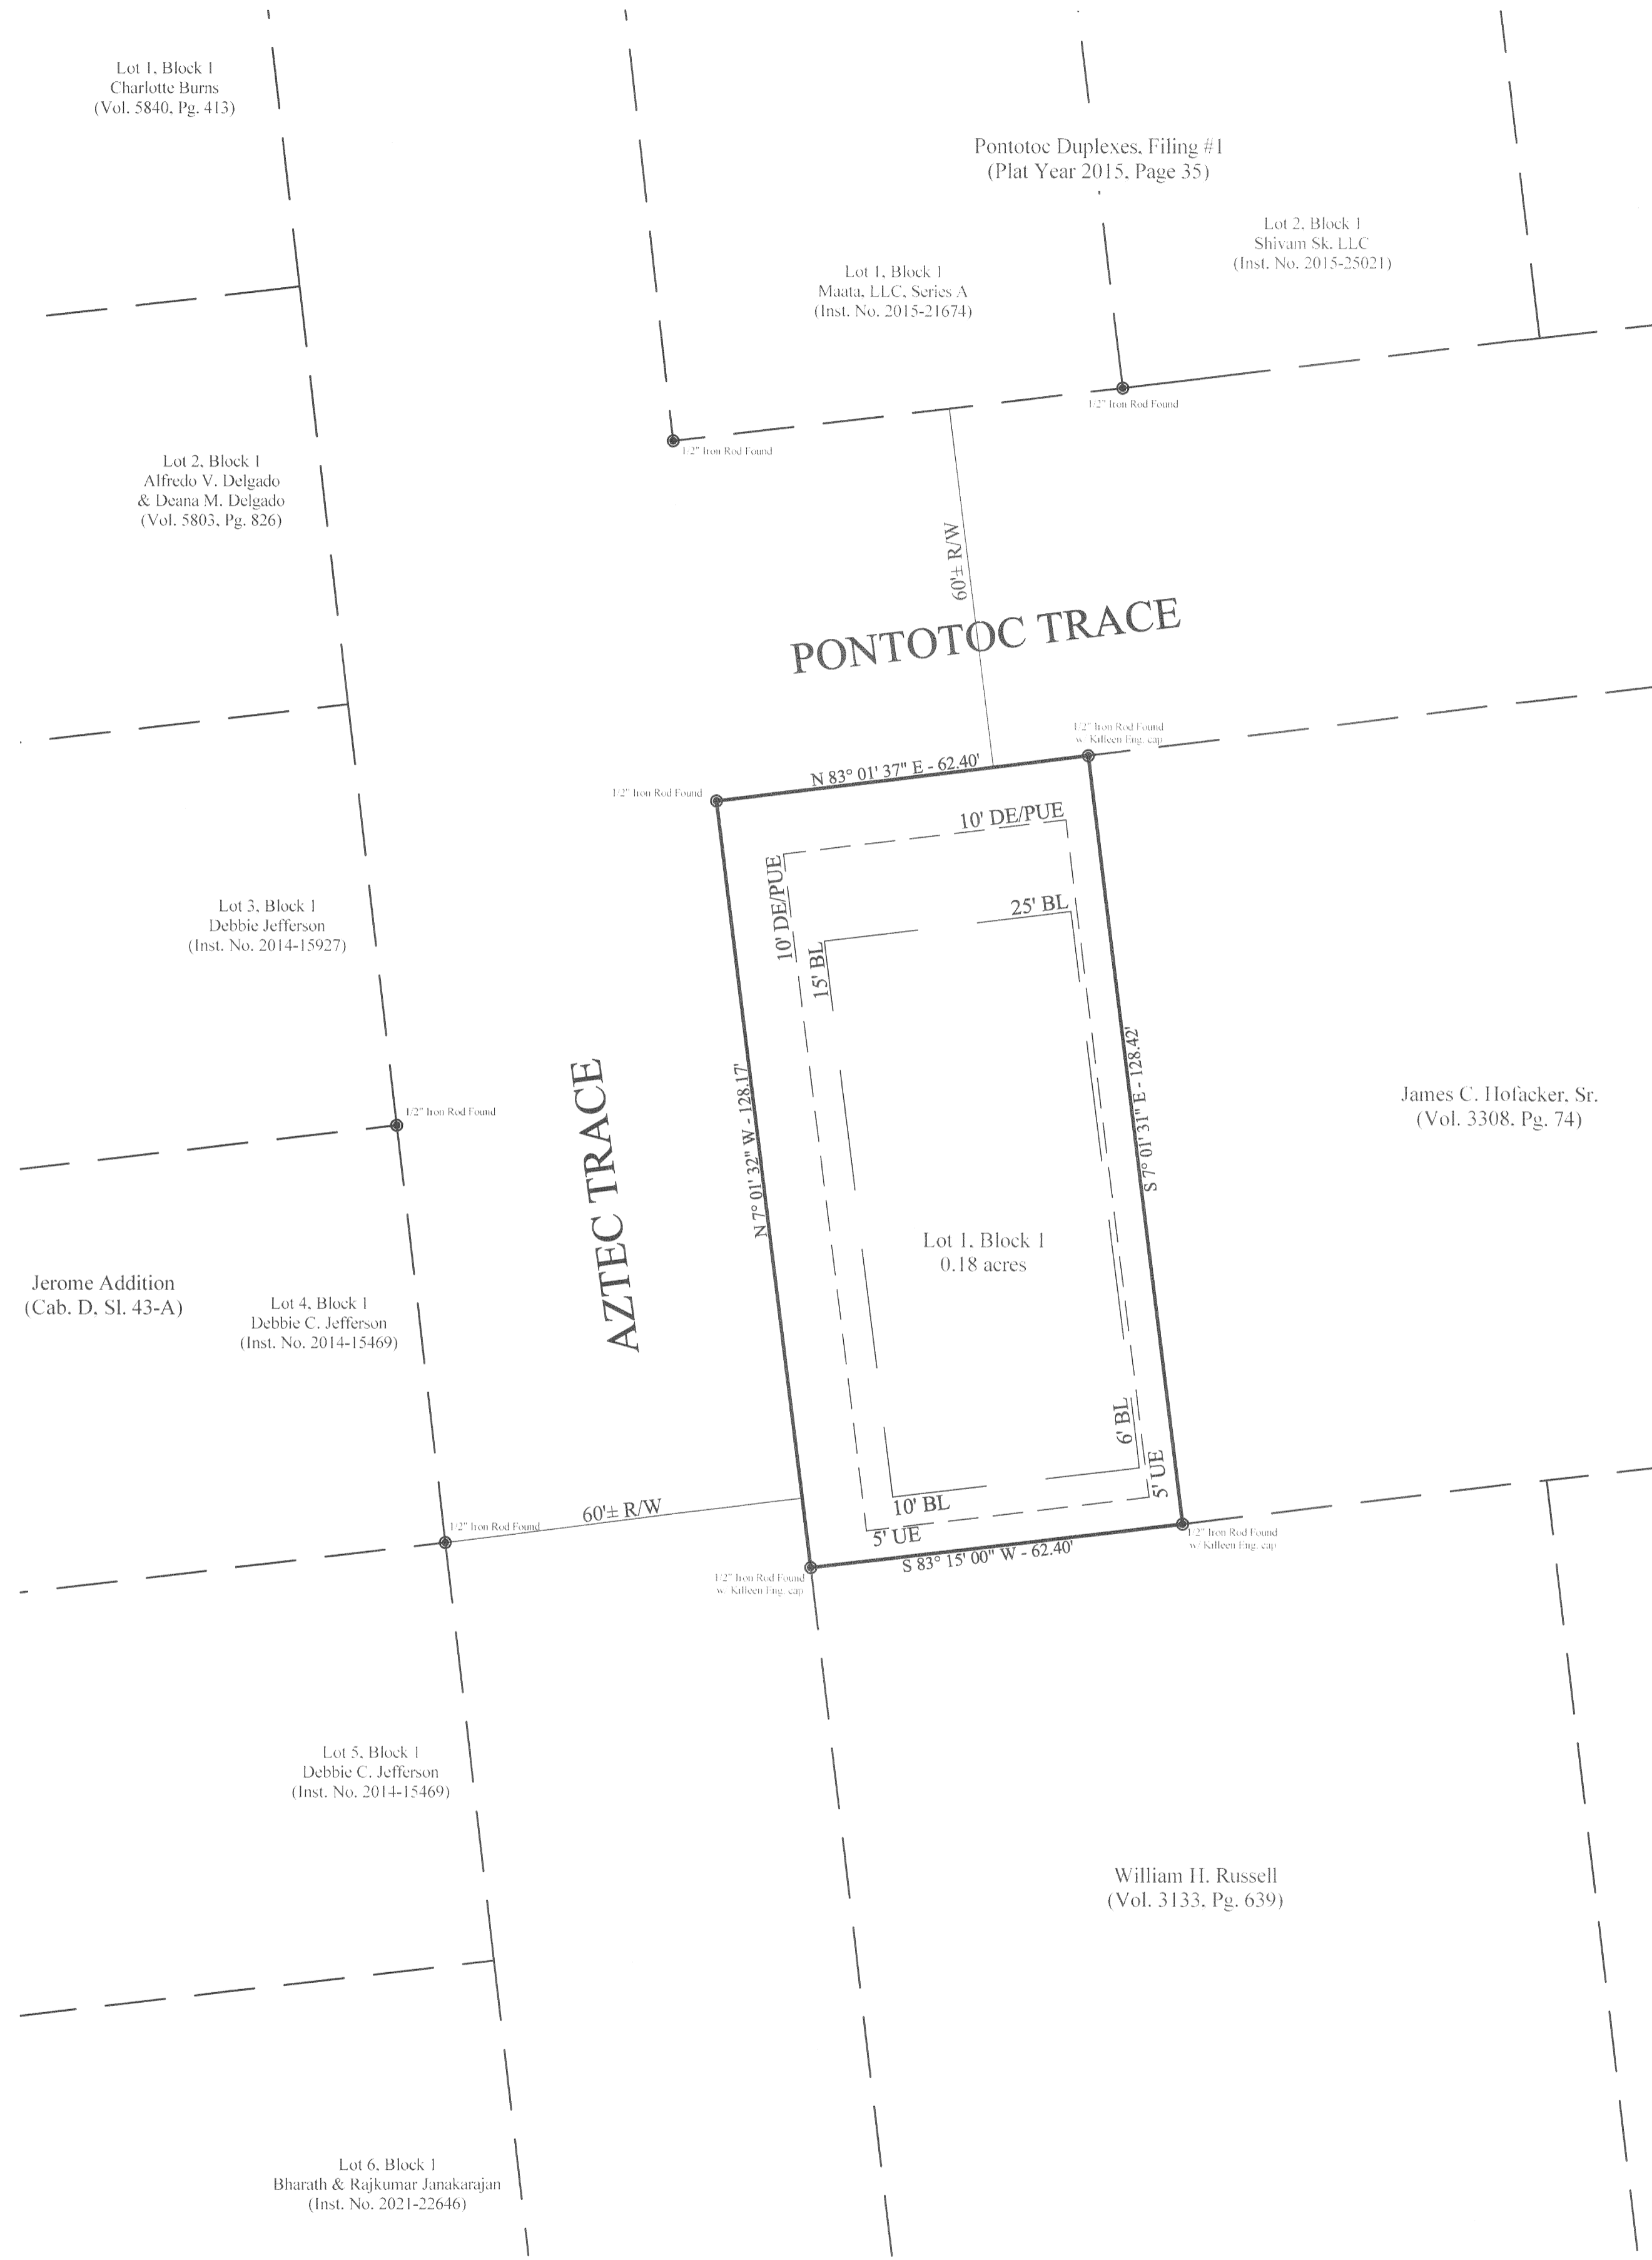 Lot 1, Block 1
Charlotte Burns
(Vol. 5840, Pg. 413)
Pontotoc Duplexes, Filing #1
(Plat Year 2015, Page 35)
Lot 2, Block 1
Shivam Sk, LLC
(Inst. No. 2015-25021)
Lot 1, Block 1
Maata, LLC, Series A
(Inst. No. 2015-21674)
1/2" Iron Rod Found
1/2" Iron Rod Found
Lot 2, Block 1
Alfredo V. Delgado
& Deana M. Delgado
(Vol. 5803, Pg. 826)
60'± R/W
PONTOTOC TRACE
1/2" Iron Rod Found
w/ Killeen Eng. cap
N 83° 01' 37" E - 62.40'
1/2" Iron Rod Found
10' DE/PUE
10' DE/PUE
25' BL
15' BL
Lot 3, Block 1
Debbie Jefferson
(Inst. No. 2014-15927)
AZTEC TRACE
N 7° 01' 32" W - 128.17'
S 7° 01' 31" E - 128.42'
James C. Hofacker, Sr.
(Vol. 3308, Pg. 74)
1/2" Iron Rod Found
Lot 1, Block 1
0.18 acres
Jerome Addition
(Cab. D, Sl. 43-A)
Lot 4, Block 1
Debbie C. Jefferson
(Inst. No. 2014-15469)
6' BL
5' UE
10' BL
5' UE
60'± R/W
1/2" Iron Rod Found
S 83° 15' 00" W - 62.40'
1/2" Iron Rod Found
w/ Killeen Eng. cap
1/2" Iron Rod Found
w/ Killeen Eng. cap
Lot 5, Block 1
Debbie C. Jefferson
(Inst. No. 2014-15469)
William H. Russell
(Vol. 3133, Pg. 639)
Lot 6, Block 1
Bharath & Rajkumar Janakarajan
(Inst. No. 2021-22646)